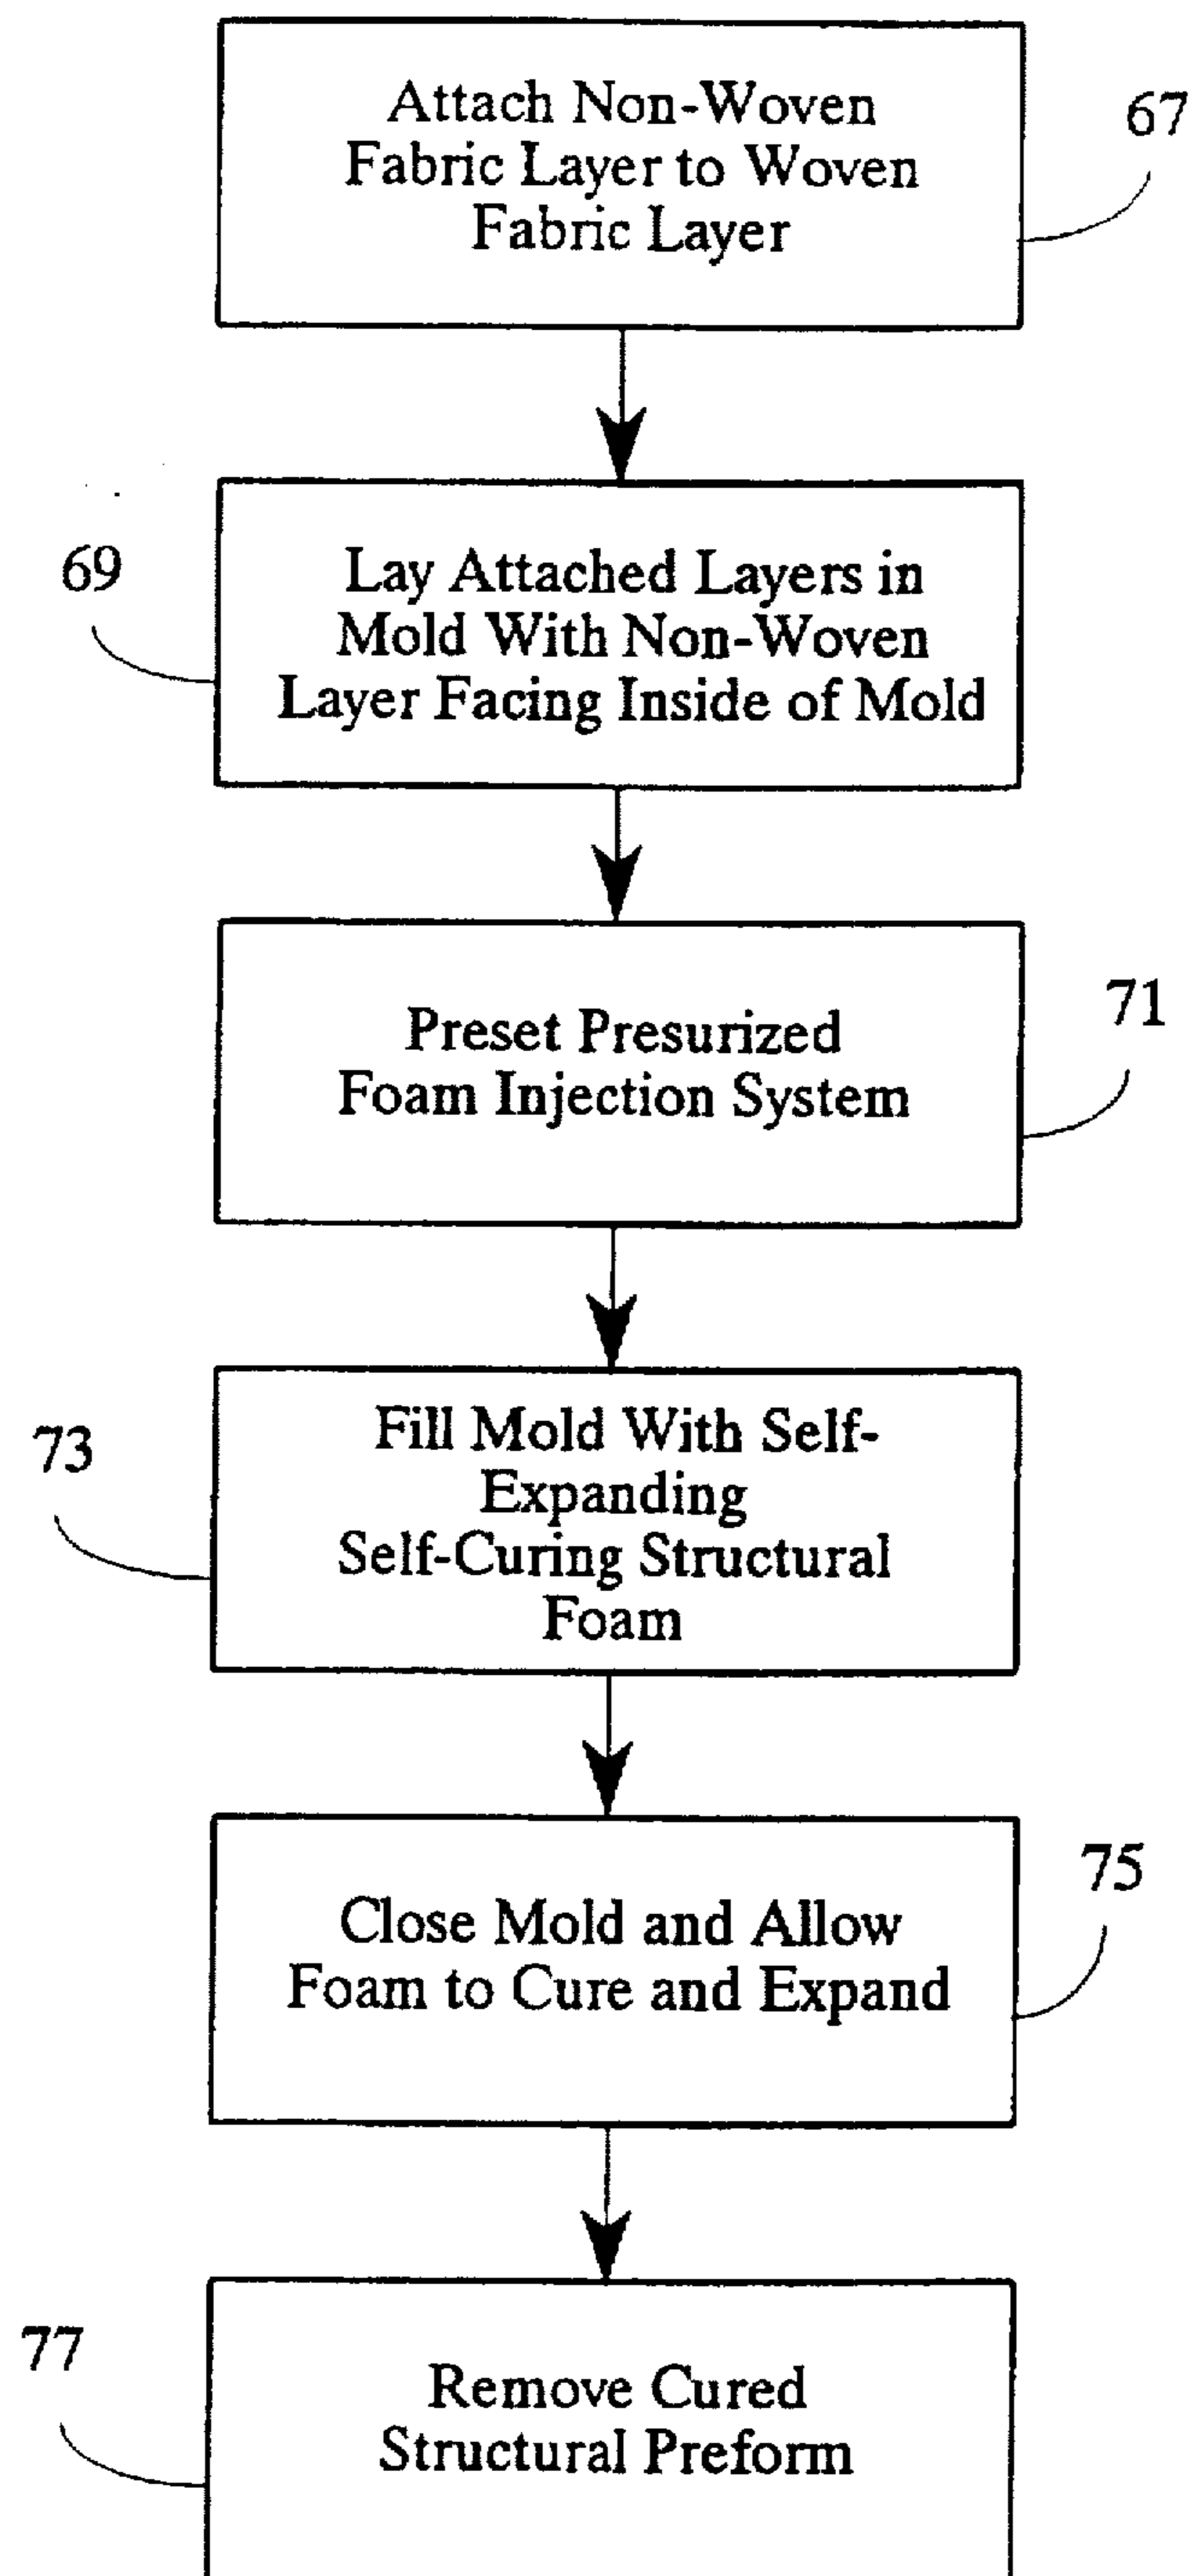 Attach Non-Woven
Fabric Layer to Woven
Fabric Layer
67
69
Lay Attached Layers in
Mold With Non-Woven
Layer Facing Inside of Mold
71
Preset Presurized
Foam Injection System
73
Fill Mold With Self-
Expanding
Self-Curing Structural
Foam
75
Close Mold and Allow
Foam to Cure and Expand
77
Remove Cured
Structural Preform